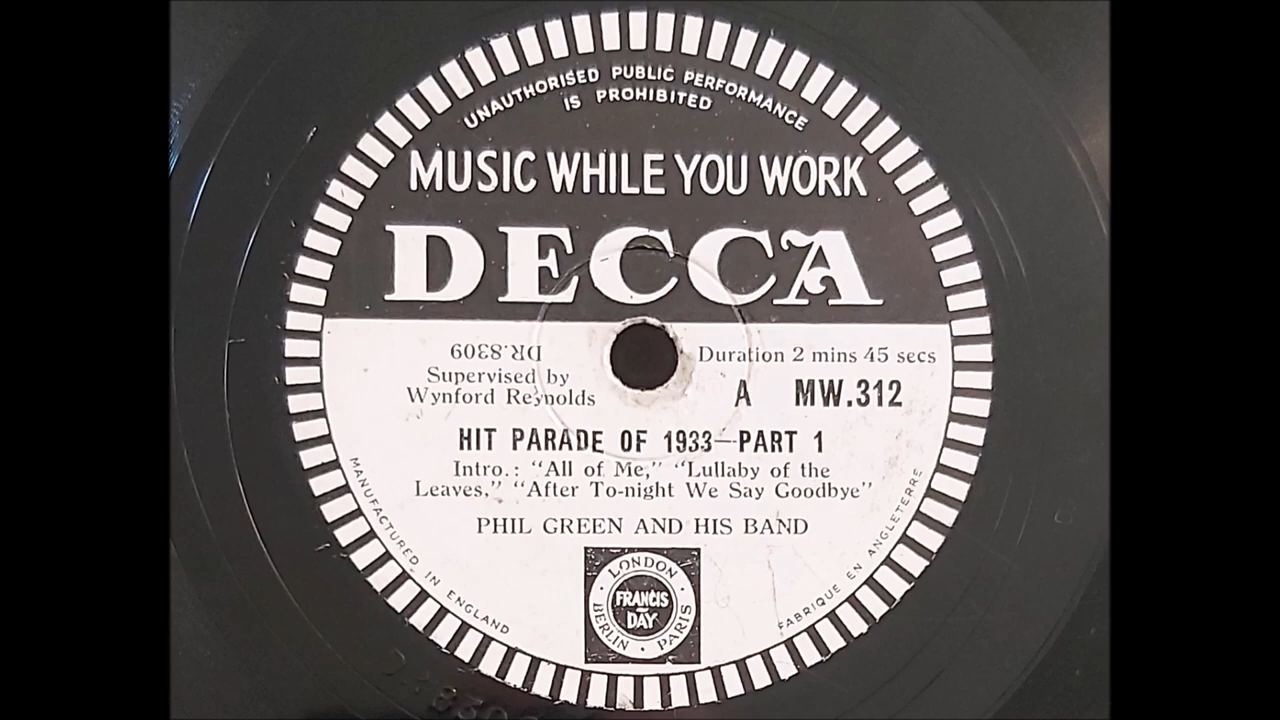 UNAUTHORISED PUBLIC PERFORMANCE
IS PROHIBITED
MUSIC WHILE YOU WORK
DECCA
DR.8309
Duration 2 mins 45 secs
Supervised by
Wynford Reynolds
A MW.312
HIT PARADE OF 1933—PART 1
Intro.: “All of Me,” “Lullaby of the
Leaves,” “After To-night We Say Goodbye”
PHIL GREEN AND HIS BAND
MANUFACTURED IN ENGLAND
FABRIQUE EN ANGLETERRE
LONDON
FRANCIS
DAY
BERLIN · PARIS